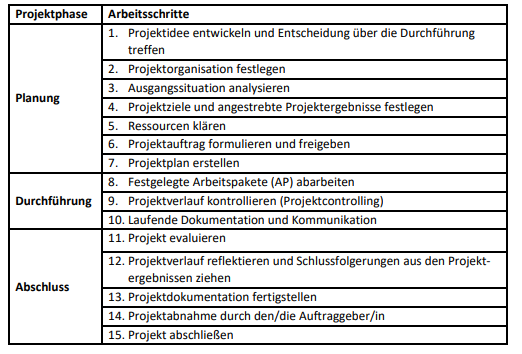 Projektphase Arbeitsschritte
1. Projektidee entwickeln und Entscheidung über die Durchführung
treffen
2. Projektorganisation festlegen
3. Ausgangssituation analysieren
Planung
4. Projektziele und angestrebte Projektergebnisse festlegen
5. Ressourcen klären
6. Projektauftrag formulieren und freigeben
7. Projektplan erstellen
8. Festgelegte Arbeitspakete (AP) abarbeiten
Durchführung
9. Projektverlauf kontrollieren (Projektcontrolling)
10. Laufende Dokumentation und Kommunikation
11. Projekt evaluieren
12. Projektverlauf reflektieren und Schlussfolgerungen aus den Projekt-
ergebnissen ziehen
Abschluss
13. Projektdokumentation fertigstellen
14. Projektabnahme durch den/die Auftraggeber/in
15. Projekt abschließen